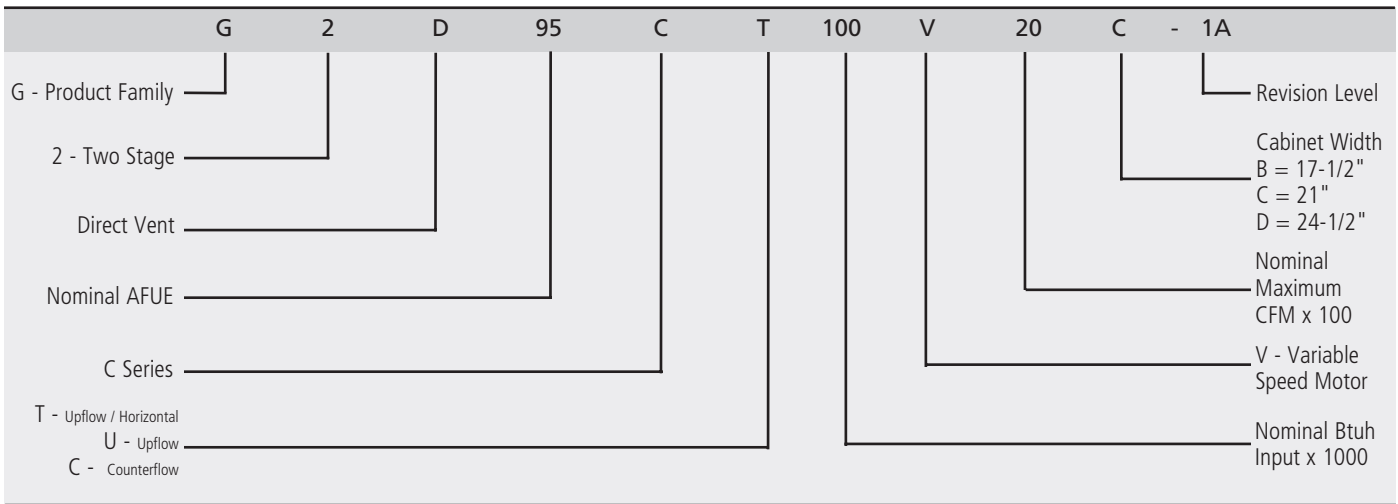 G 2 D 95 C T 100 V 20 C - 1A
G - Product Family
2 - Two Stage
Direct Vent
Nominal AFUE
C Series
T - Upflow / Horizontal
U - Upflow
C - Counterflow
Revision Level
Cabinet Width
B = 17-1/2"
C = 21"
D = 24-1/2"
Nominal
Maximum
CFM x 100
V - Variable
Speed Motor
Nominal Btuh
Input x 1000